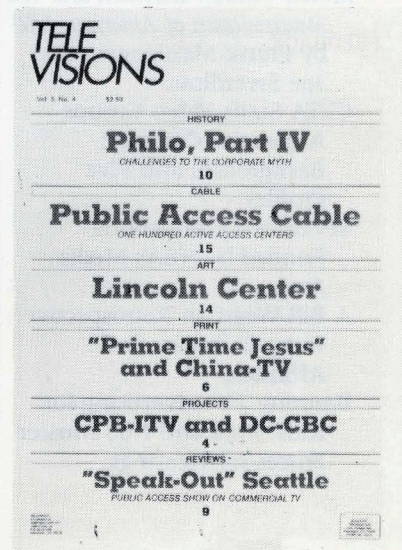 TELE
VISIONS
Vol 5 No. 4 $2.50
HISTORY
Philo, Part IV
CHALLENGES TO THE CORPORATE MYTH
10
CABLE
Public Access Cable
ONE HUNDRED ACTIVE ACCESS CENTERS
15
ART
Lincoln Center
14
PRINT
"Prime Time Jesus"
and China-TV
6
PROJECTS
CPB-ITV and DC-CBC
4
REVIEWS
"Speak-Out" Seattle
PUBLIC ACCESS SHOW ON COMMERCIAL TV
9